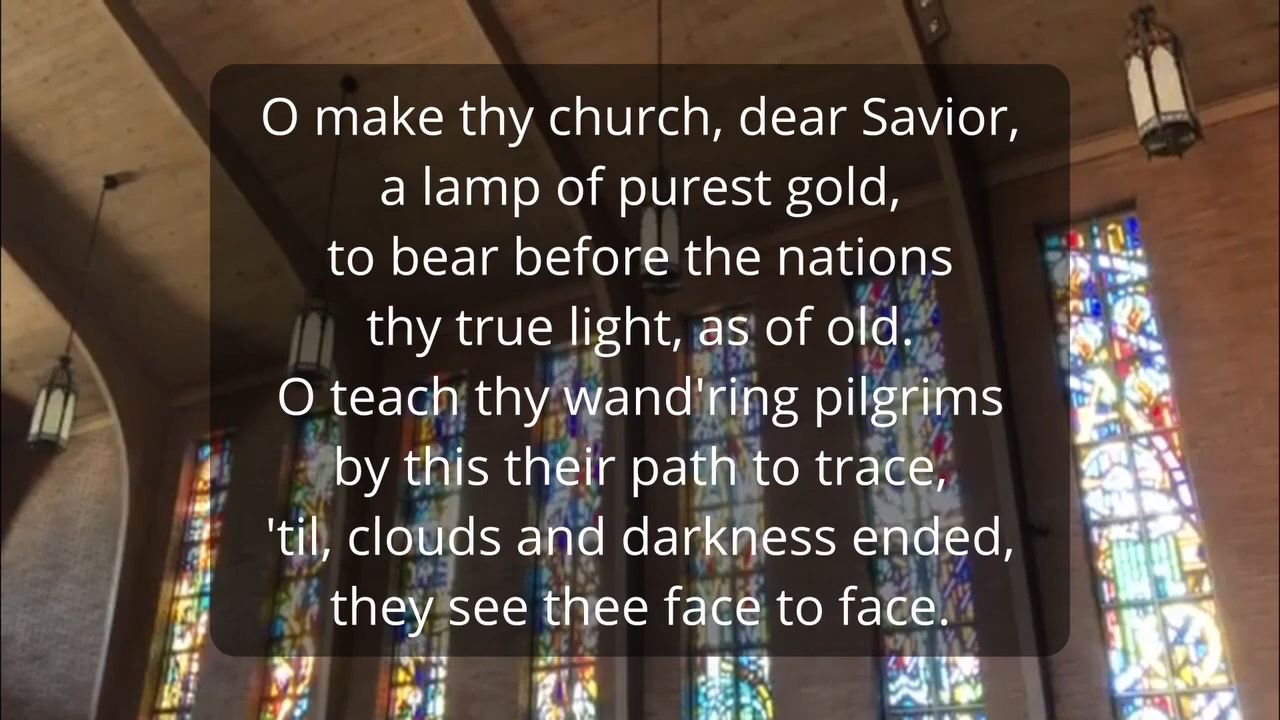 O make thy church, dear Savior,
a lamp of purest gold,
to bear before the nations
thy true light, as of old.
O teach thy wand'ring pilgrims
by this their path to trace,
'til, clouds and darkness ended,
they see thee face to face.